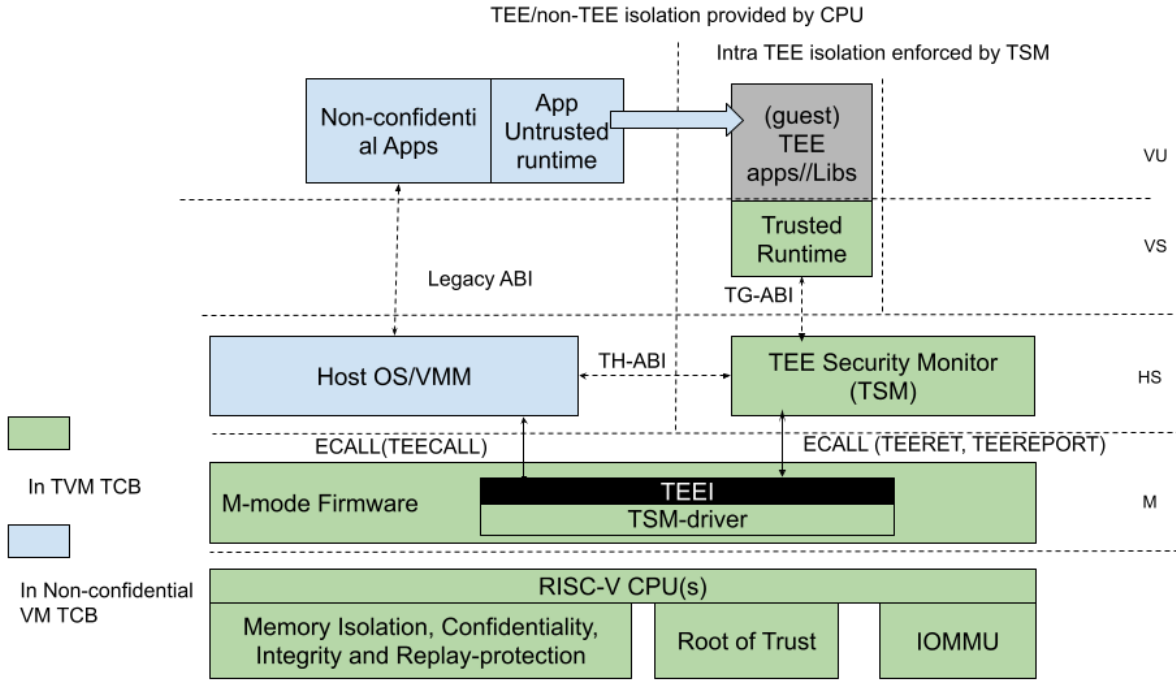 TEE/non-TEE isolation provided by CPU
Intra TEE isolation enforced by TSM
Non-confidenti
al Apps
App
Untrusted
runtime
(guest)
TEE
apps//Libs
VU
Trusted
Runtime
VS
Legacy ABI
TG-ABI
Host OS/VMM
TH-ABI
TEE Security Monitor
(TSM)
HS
ECALL(TEECALL)
ECALL (TEERET, TEEREPORT)
In TVM TCB
M-mode Firmware
TEEI
TSM-driver
M
In Non-confidential
VM TCB
RISC-V CPU(s)
Memory Isolation, Confidentiality,
Integrity and Replay-protection
Root of Trust
IOMMU